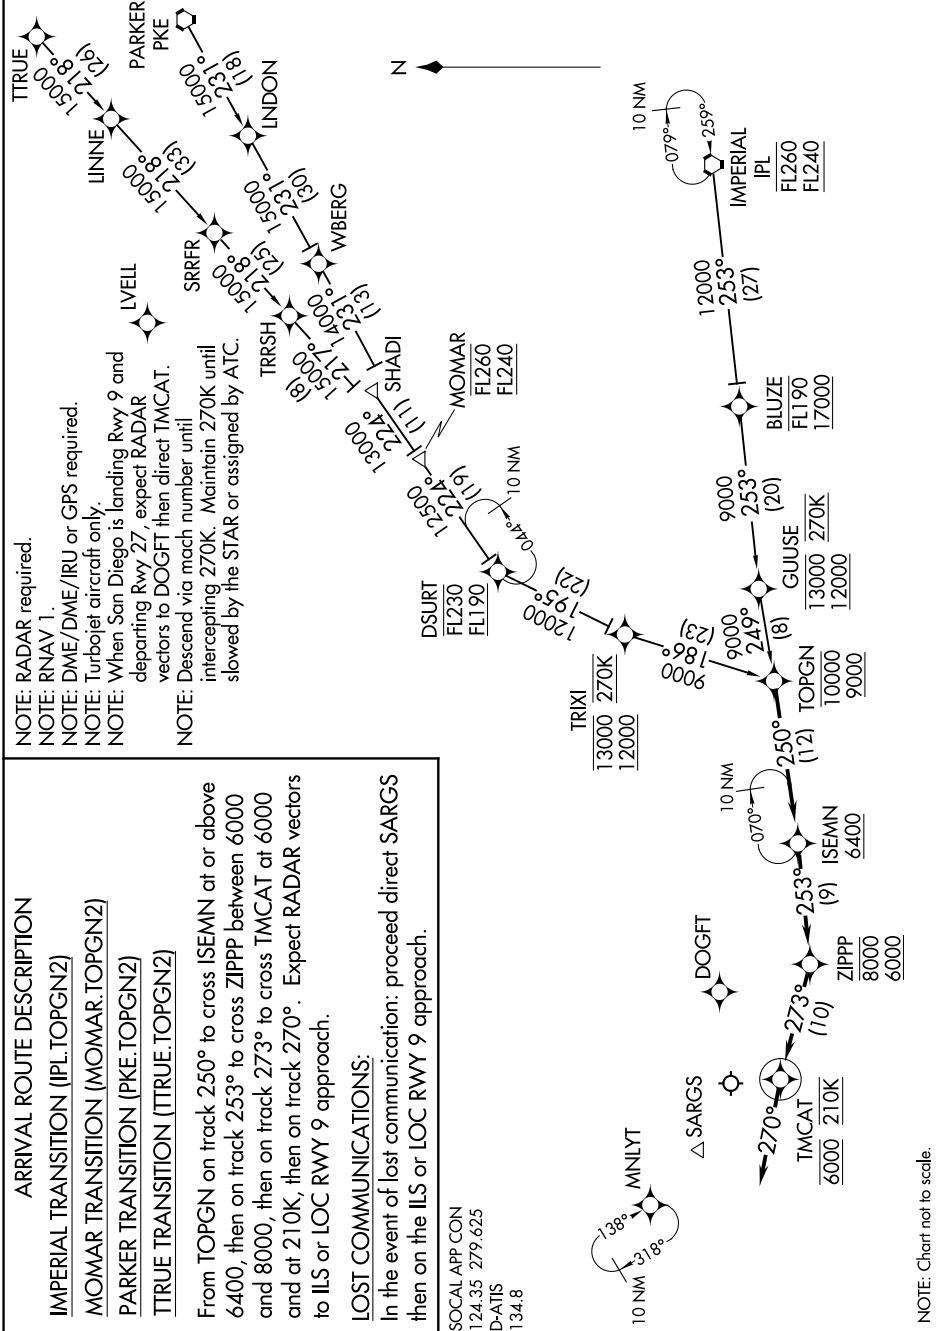 ARRIVAL ROUTE DESCRIPTION
IMPERIAL TRANSITION (IPL.TOPGN2)
MOMAR TRANSITION (MOMAR.TOPGN2)
PARKER TRANSITION (PKE.TOPGN2)
TTRUE TRANSITION (TTRUE.TOPGN2)
From TOPGN on track 250° to cross ISEMN at or above
6400, then on track 253° to cross ZIPPP between 6000
and 8000, then on track 273° to cross TMCAT at 6000
and at 210K, then on track 270°. Expect RADAR vectors
to ILS or LOC RWY 9 approach.
LOST COMMUNICATIONS:
In the event of lost communication: proceed direct SARGS
then on the ILS or LOC RWY 9 approach.
NOTE: RADAR required.
NOTE: RNAV 1.
NOTE: DME/DME/IRU or GPS required.
NOTE: Turbojet aircraft only.
NOTE: When San Diego is landing Rwy 9 and
departing Rwy 27, expect RADAR
vectors to DOGFT then direct TMCAT.
NOTE: Descend via mach number until
intercepting 270K. Maintain 270K until
slowed by the STAR or assigned by ATC.
SOCAL APP CON
124.35 279.625
D-ATIS
134.8
TTRUE
15000
218°
(26)
LINNE
15000
218°
(33)
SRRFR
15000
218°
(25)
TRRSH
15000
217°
(8)
PARKER
PKE
15000
231°
(18)
LNDON
15000
231°
(30)
WBERG
14000
231°
(13)
SHADI
LVELL
13000
224°
(11)
MOMAR
FL260
FL240
12500
224°
(19)
10 NM
044°
DSURT
FL230
FL190
12000
195°
(22)
TRIXI
13000 270K
12000
9000
186°
(23)
N
10 NM
079°
259°
IMPERIAL
IPL
FL260
FL240
12000
253°
(27)
BLUZE
FL190
17000
9000
253°
(20)
GUUSE
13000 270K
12000
9000
249°
(8)
TOPGN
10000
9000
250°
(12)
10 NM
070°
ISEMN
6400
253°
(9)
ZIPPP
8000
6000
DOGFT
273°
(10)
SARGS
TMCAT
6000 210K
270°
MNLYT
138°
318°
10 NM
NOTE: Chart not to scale.